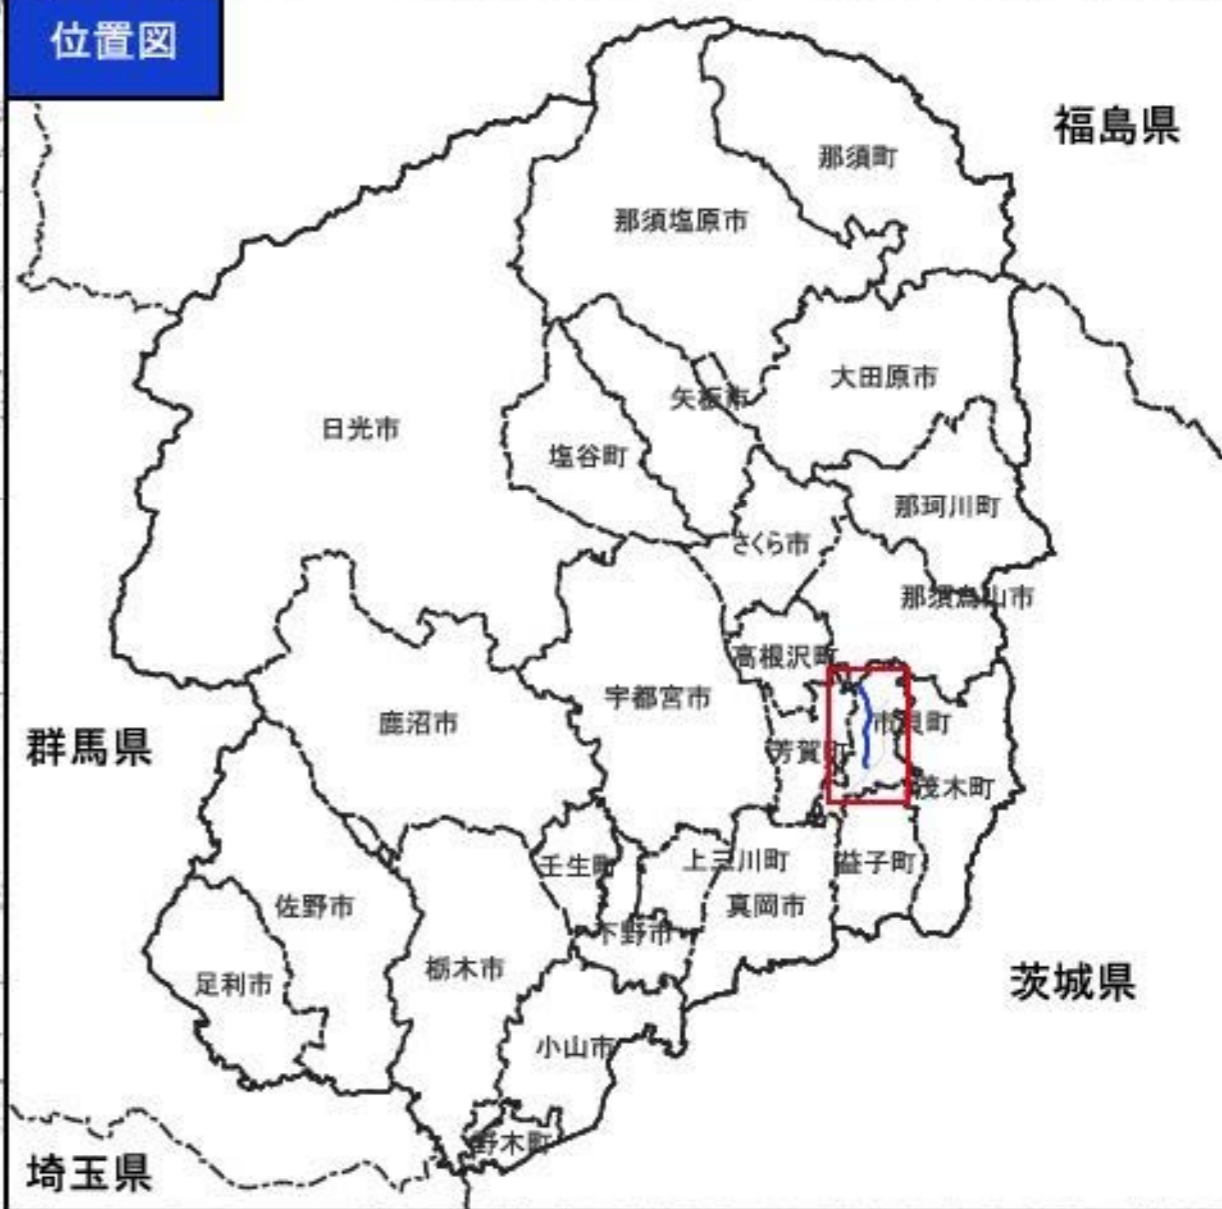 位置図
福島県
那須町
那須塩原市
大田原市
矢板市
日光市
塩谷町
那珂川町
さくら市
那須烏山市
高根沢町
宇都宮市
鹿沼市
市貝町
群馬県
芳賀町
茂木町
上三川町
益子町
壬生町
真岡市
佐野市
下野市
栃木市
足利市
茨城県
小山市
野木町
埼玉県